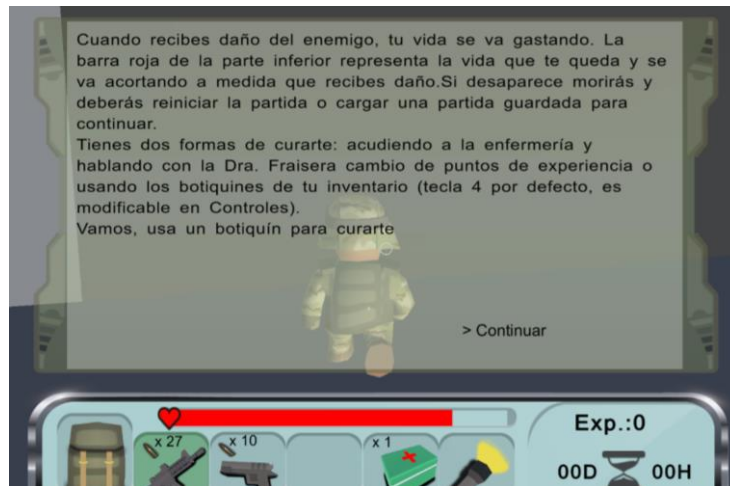 Cuando recibes daño del enemigo, tu vida se va gastando. La
barra roja de la parte inferior representa la vida que te queda y se
va acortando a medida que recibes daño.Si desaparece morirás y
deberás reiniciar la partida o cargar una partida guardada para
continuar.
Tienes dos formas de curarte: acudiendo a la enfermería y
hablando con la Dra. Fraisera cambio de puntos de experiencia o
usando los botiquines de tu inventario (tecla 4 por defecto, es
modificable en Controles).
Vamos, usa un botiquín para curarte
> Continuar
Exp.:0
x 27 x 10 x 1
00D 00H